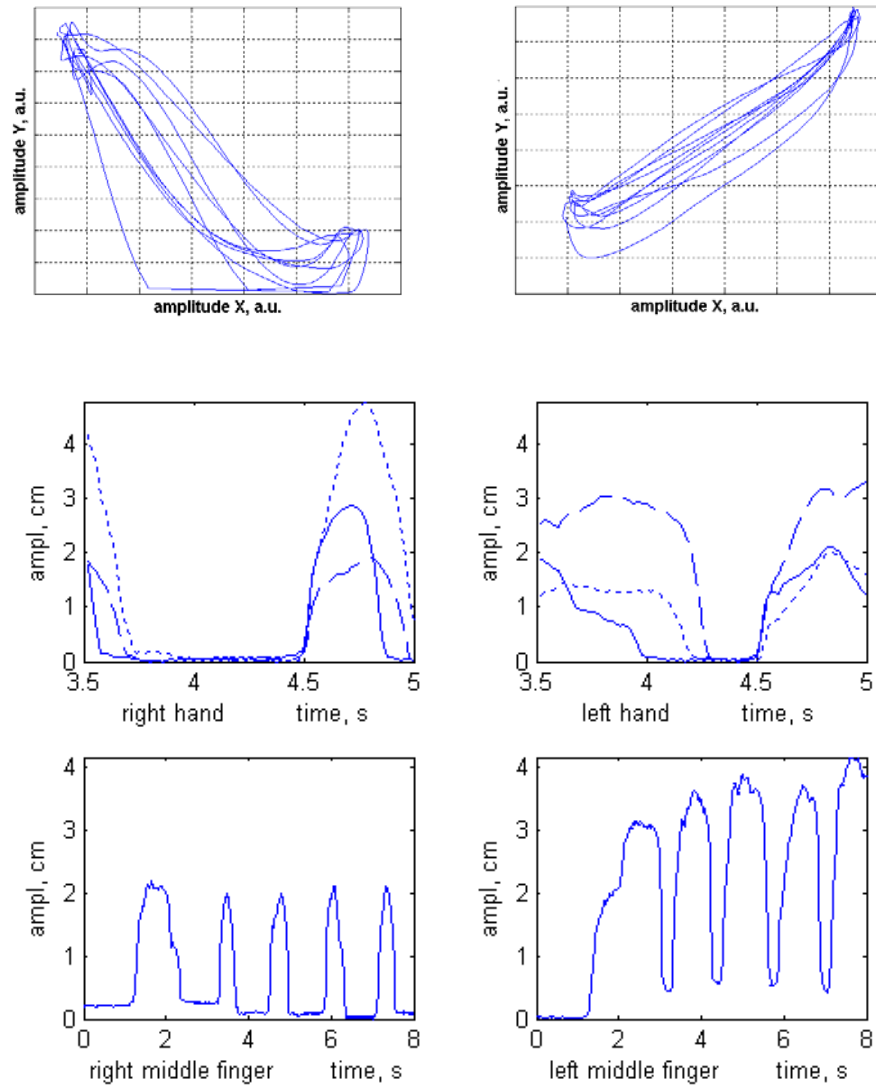 amplitude Y, a.u.
amplitude X, a.u.
amplitude Y, a.u.
amplitude X, a.u.
ampl, cm
4
3
2
1
0
3.5 4 4.5 5
right hand time, s
ampl, cm
4
3
2
1
0
3.5 4 4.5 5
left hand time, s
ampl, cm
4
3
2
1
0
0 2 4 6 8
right middle finger time, s
ampl, cm
4
3
2
1
0
0 2 4 6 8
left middle finger time, s